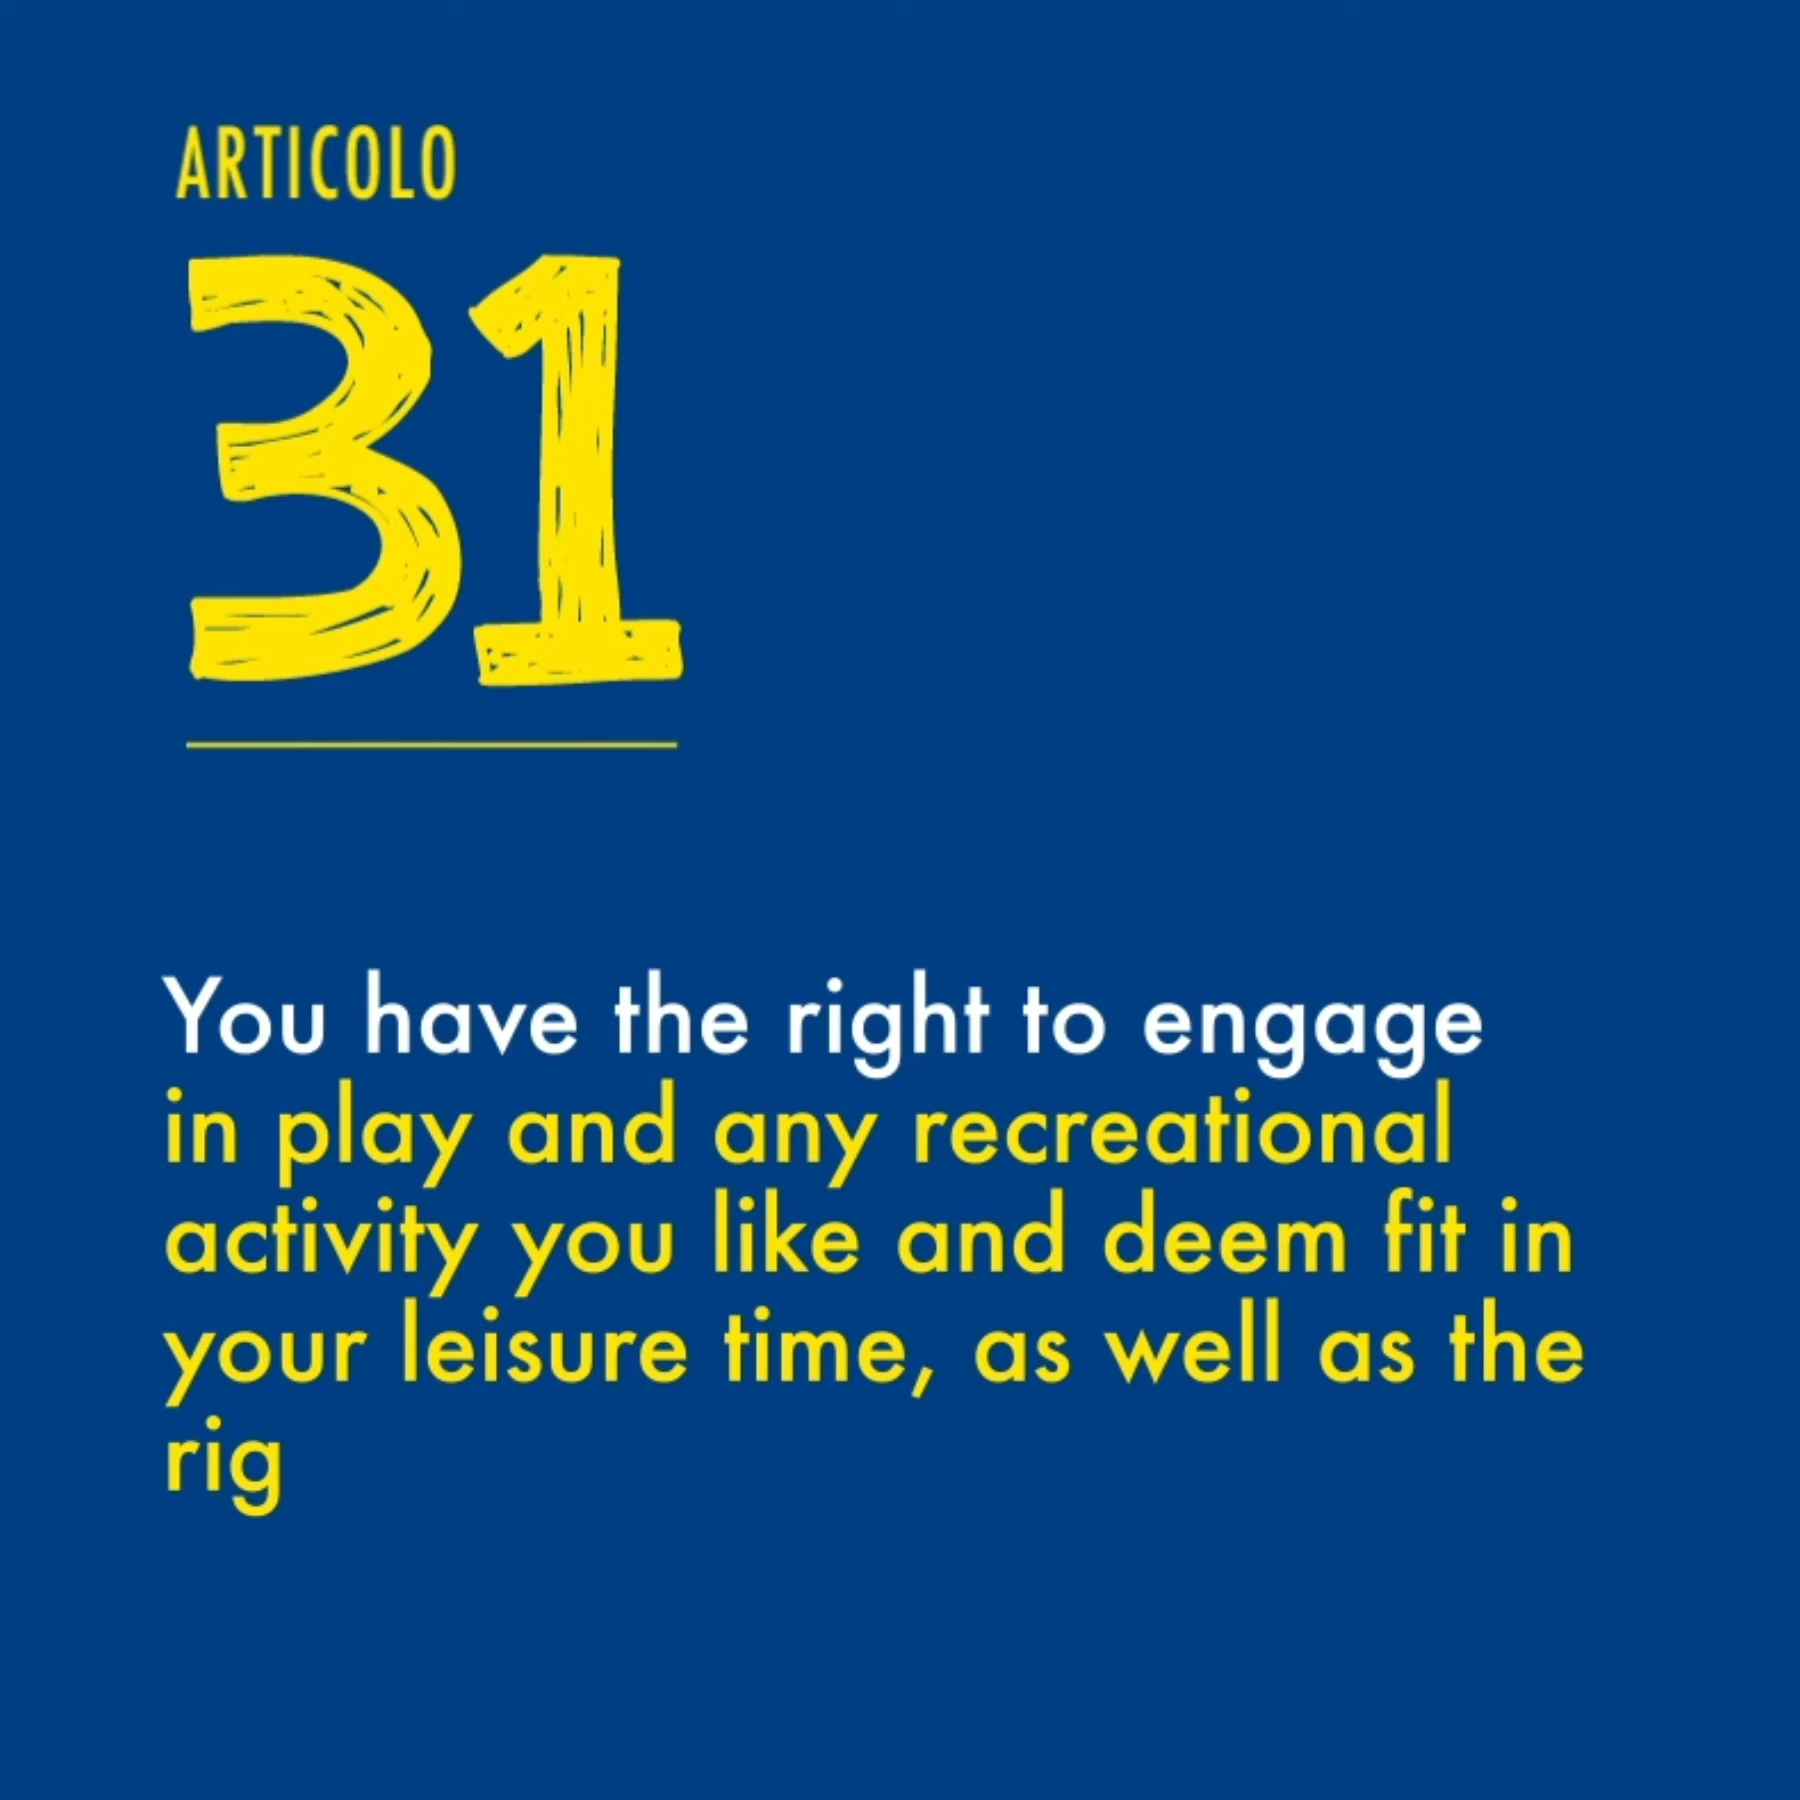 ARTICOLO
31
You have the right to engage
in play and any recreational
activity you like and deem fit in
your leisure time, as well as the
rig